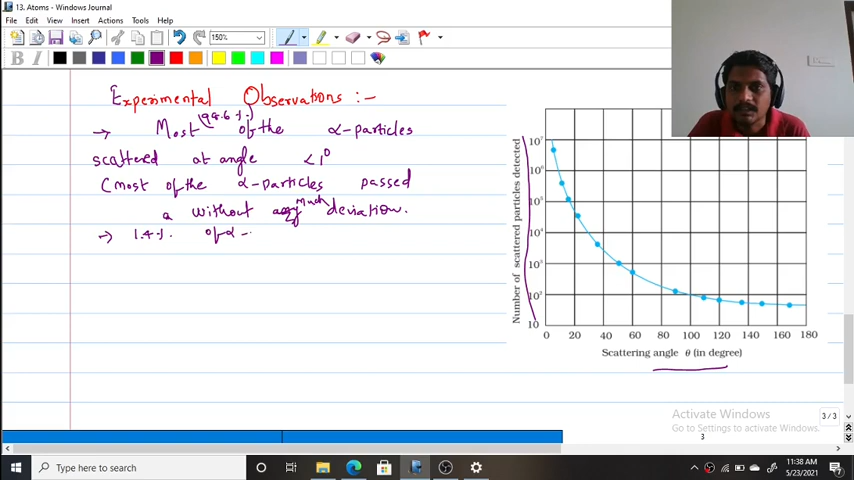 13. Atoms - Windows Journal
File Edit View Insert Actions Tools Help
150%
B I
Experimental Observations :-
(98.6 %)
→ Most of the α-particles
scattered at angle <1°
(most of the α-particles passed
a without much deviation.
→ 1.4 %. of α -
Number of scattered particles detected
10⁷
10⁶
10⁵
10⁴
10³
10²
10
0 20 40 60 80 100 120 140 160 180
Scattering angle θ (in degree)
Activate Windows
Go to Settings to activate Windows.
3/3
3
Type here to search
11:38 AM
5/23/2021